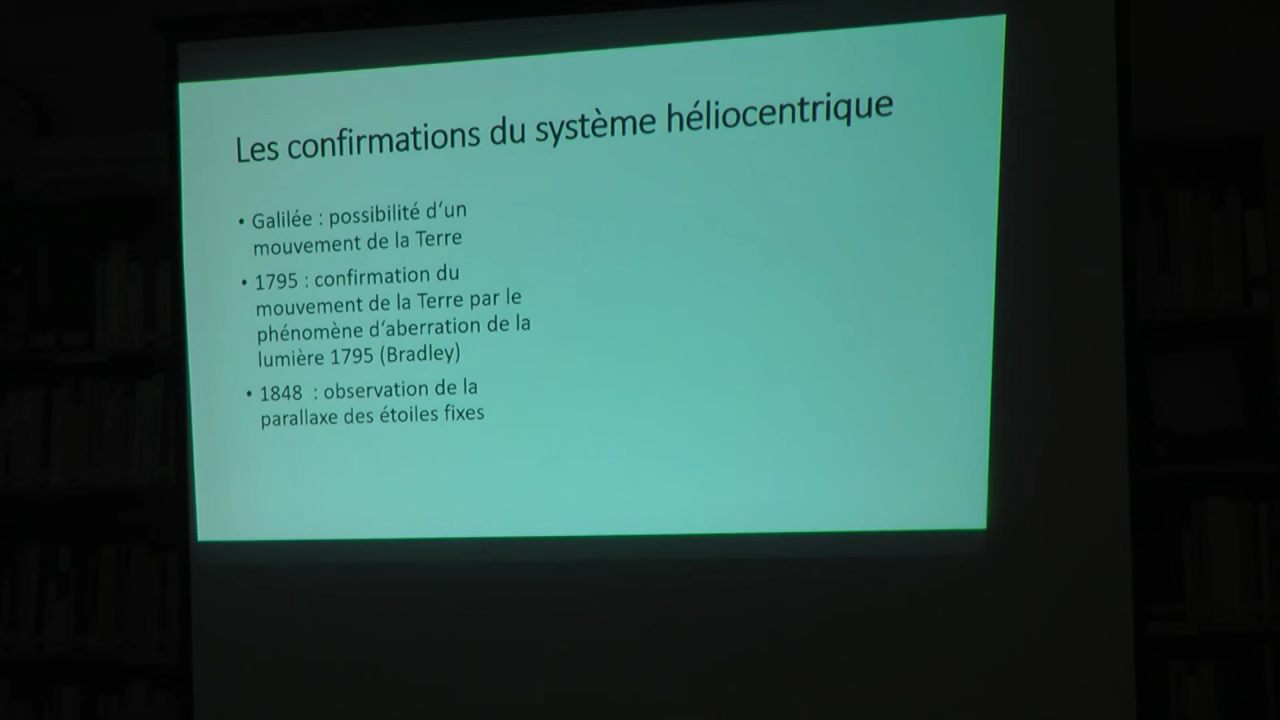 Les confirmations du système héliocentrique
• Galilée : possibilité d‘un
mouvement de la Terre
• 1795 : confirmation du
mouvement de la Terre par le
phénomène d‘aberration de la
lumière 1795 (Bradley)
• 1848  : observation de la
parallaxe des étoiles fixes